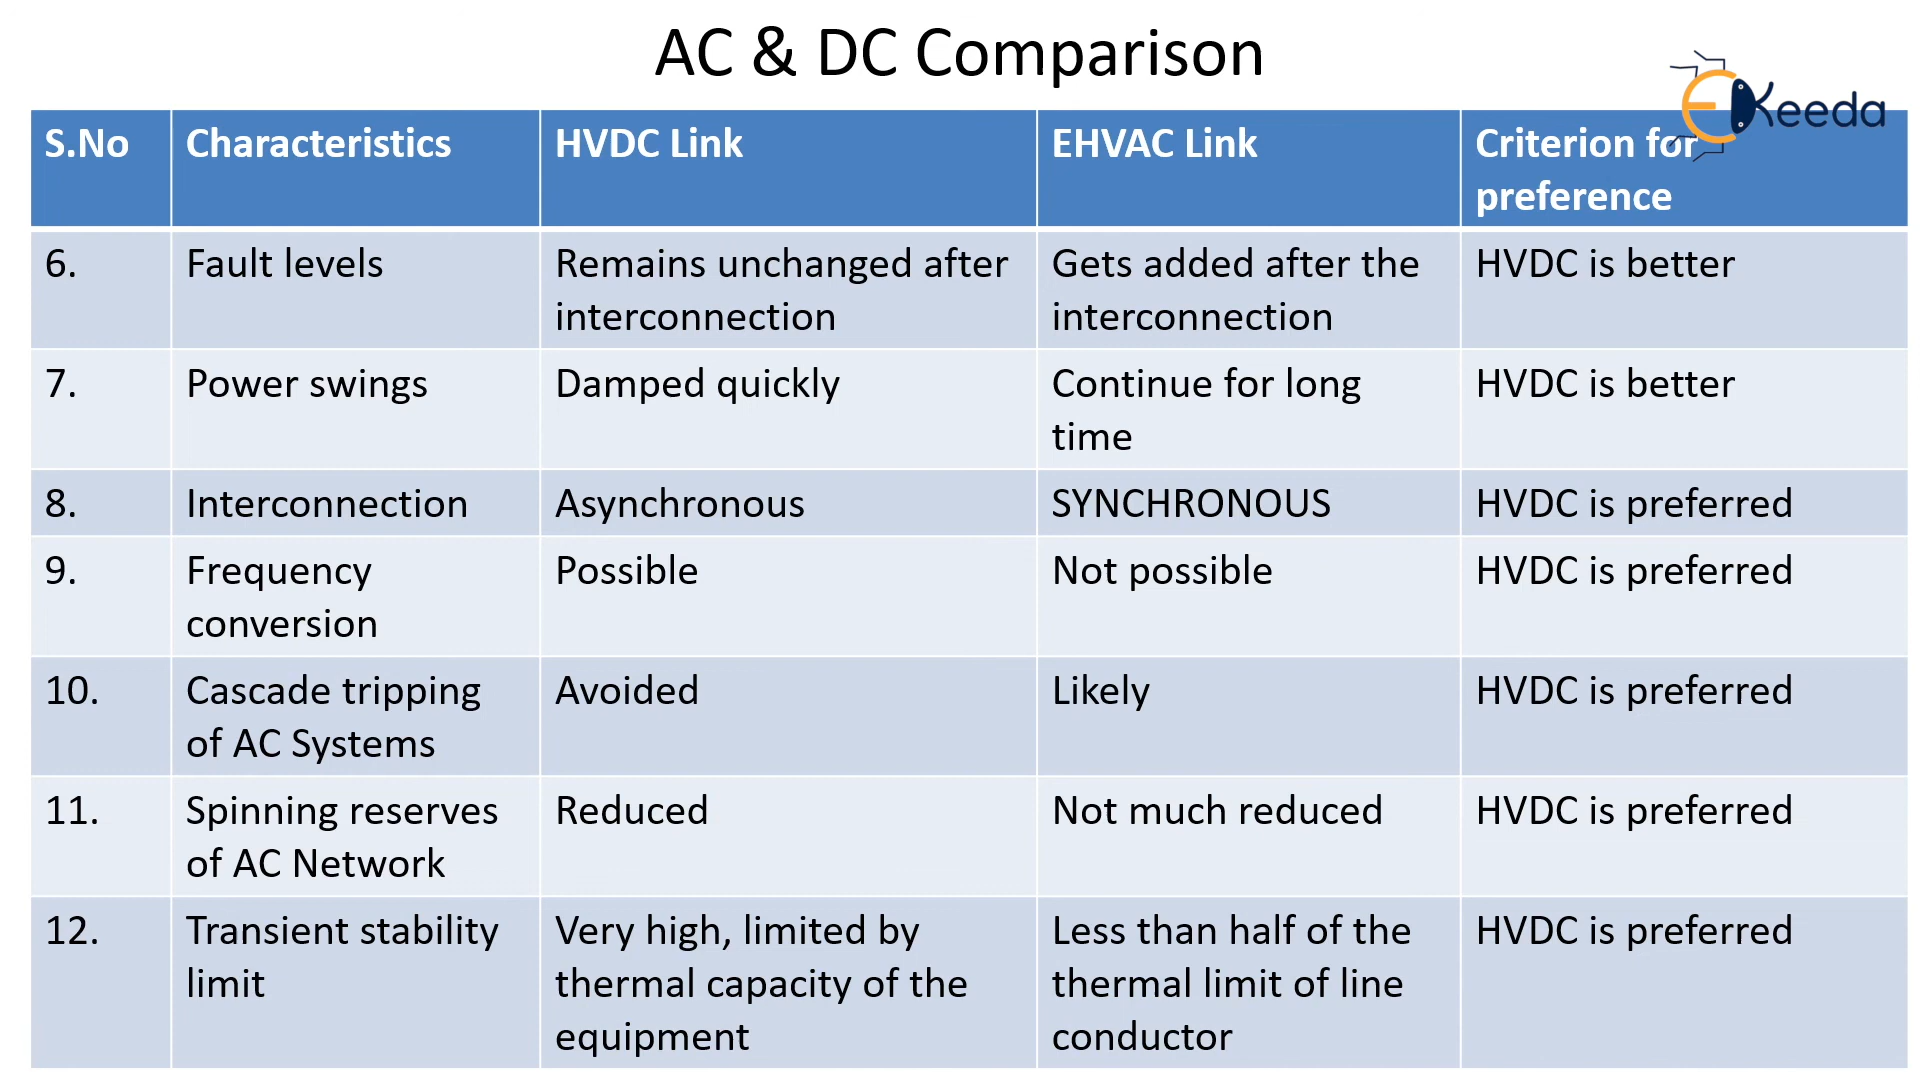 AC & DC Comparison
EKeeda
S.No Characteristics HVDC Link EHVAC Link Criterion for
preference
6. Fault levels Remains unchanged after Gets added after the HVDC is better
interconnection interconnection
7. Power swings Damped quickly Continue for long HVDC is better
time
8. Interconnection Asynchronous SYNCHRONOUS HVDC is preferred
9. Frequency Possible Not possible HVDC is preferred
conversion
10. Cascade tripping Avoided Likely HVDC is preferred
of AC Systems
11. Spinning reserves Reduced Not much reduced HVDC is preferred
of AC Network
12. Transient stability Very high, limited by Less than half of the HVDC is preferred
limit thermal capacity of the thermal limit of line
equipment conductor